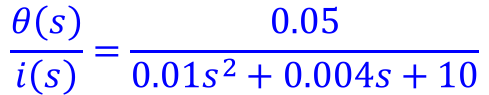 θ(s)/i(s) = 0.05/(0.01s² + 0.004s + 10)